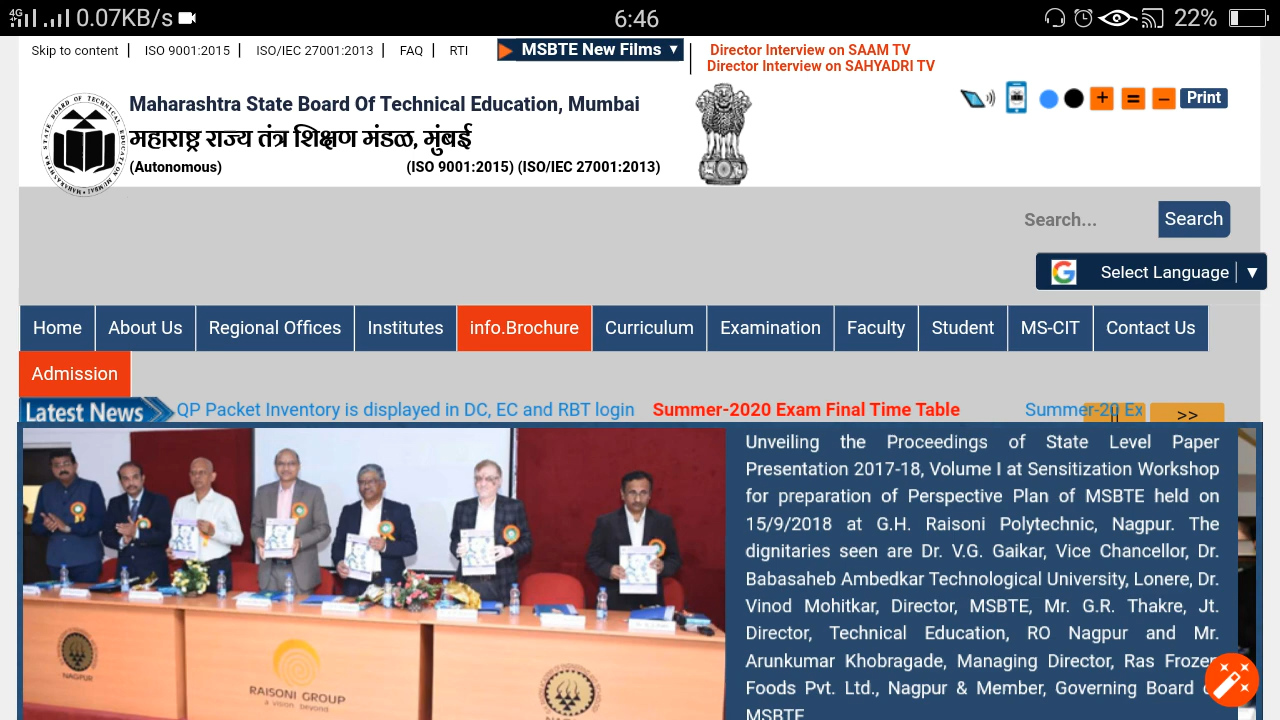 4G 0.07KB/s 6:46 22%
Skip to content | ISO 9001:2015 | ISO/IEC 27001:2013 | FAQ | RTI MSBTE New Films ▼ Director Interview on SAAM TV
Director Interview on SAHYADRI TV
Maharashtra State Board Of Technical Education, Mumbai
+ = – Print
महाराष्ट्र राज्य तंत्र शिक्षण मंडळ, मुंबई
(Autonomous) (ISO 9001:2015) (ISO/IEC 27001:2013)
Search... Search
Select Language ▼
Home About Us Regional Offices Institutes info.Brochure Curriculum Examination Faculty Student MS-CIT Contact Us
Admission
Latest News QP Packet Inventory is displayed in DC, EC and RBT login Summer-2020 Exam Final Time Table Summer-20 Ex || >>
Unveiling the Proceedings of State Level Paper
Presentation 2017-18, Volume I at Sensitization Workshop
for preparation of Perspective Plan of MSBTE held on
15/9/2018 at G.H. Raisoni Polytechnic, Nagpur. The
dignitaries seen are Dr. V.G. Gaikar, Vice Chancellor, Dr.
Babasaheb Ambedkar Technological University, Lonere, Dr.
Vinod Mohitkar, Director, MSBTE, Mr. G.R. Thakre, Jt.
Director, Technical Education, RO Nagpur and Mr.
Arunkumar Khobragade, Managing Director, Ras Frozen
Foods Pvt. Ltd., Nagpur & Member, Governing Board
MSBTE
NAGPUR
RAISONI GROUP
a vision beyond
NAGPUR